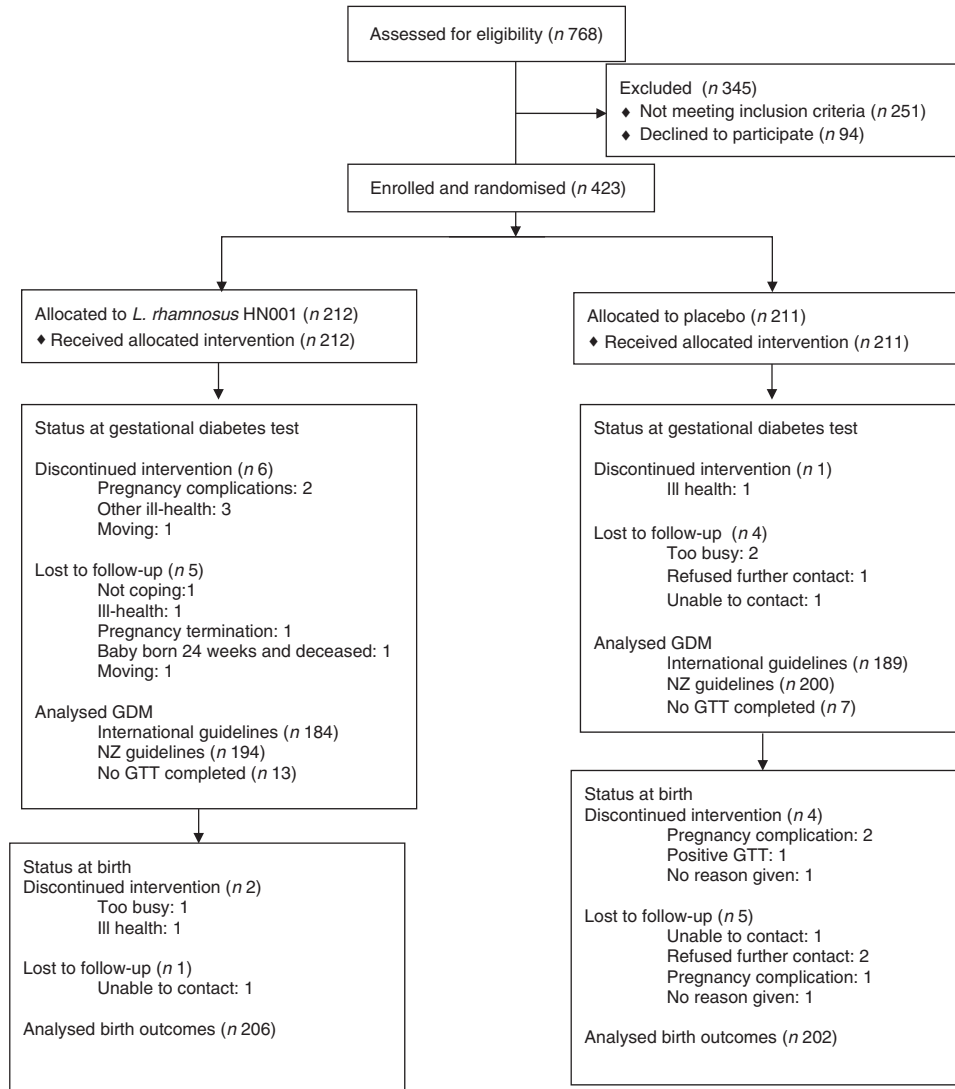 Assessed for eligibility (n 768)
Excluded (n 345)
♦ Not meeting inclusion criteria (n 251)
♦ Declined to participate (n 94)
Enrolled and randomised (n 423)
Allocated to L. rhamnosus HN001 (n 212)
♦ Received allocated intervention (n 212)
Allocated to placebo (n 211)
♦ Received allocated intervention (n 211)
Status at gestational diabetes test
Discontinued intervention (n 6)
Pregnancy complications: 2
Other ill-health: 3
Moving: 1
Lost to follow-up (n 5)
Not coping:1
Ill-health: 1
Pregnancy termination: 1
Baby born 24 weeks and deceased: 1
Moving: 1
Analysed GDM
International guidelines (n 184)
NZ guidelines (n 194)
No GTT completed (n 13)
Status at gestational diabetes test
Discontinued intervention (n 1)
Ill health: 1
Lost to follow-up (n 4)
Too busy: 2
Refused further contact: 1
Unable to contact: 1
Analysed GDM
International guidelines (n 189)
NZ guidelines (n 200)
No GTT completed (n 7)
Status at birth
Discontinued intervention (n 2)
Too busy: 1
Ill health: 1
Lost to follow-up (n 1)
Unable to contact: 1
Analysed birth outcomes (n 206)
Status at birth
Discontinued intervention (n 4)
Pregnancy complication: 2
Positive GTT: 1
No reason given: 1
Lost to follow-up (n 5)
Unable to contact: 1
Refused further contact: 2
Pregnancy complication: 1
No reason given: 1
Analysed birth outcomes (n 202)